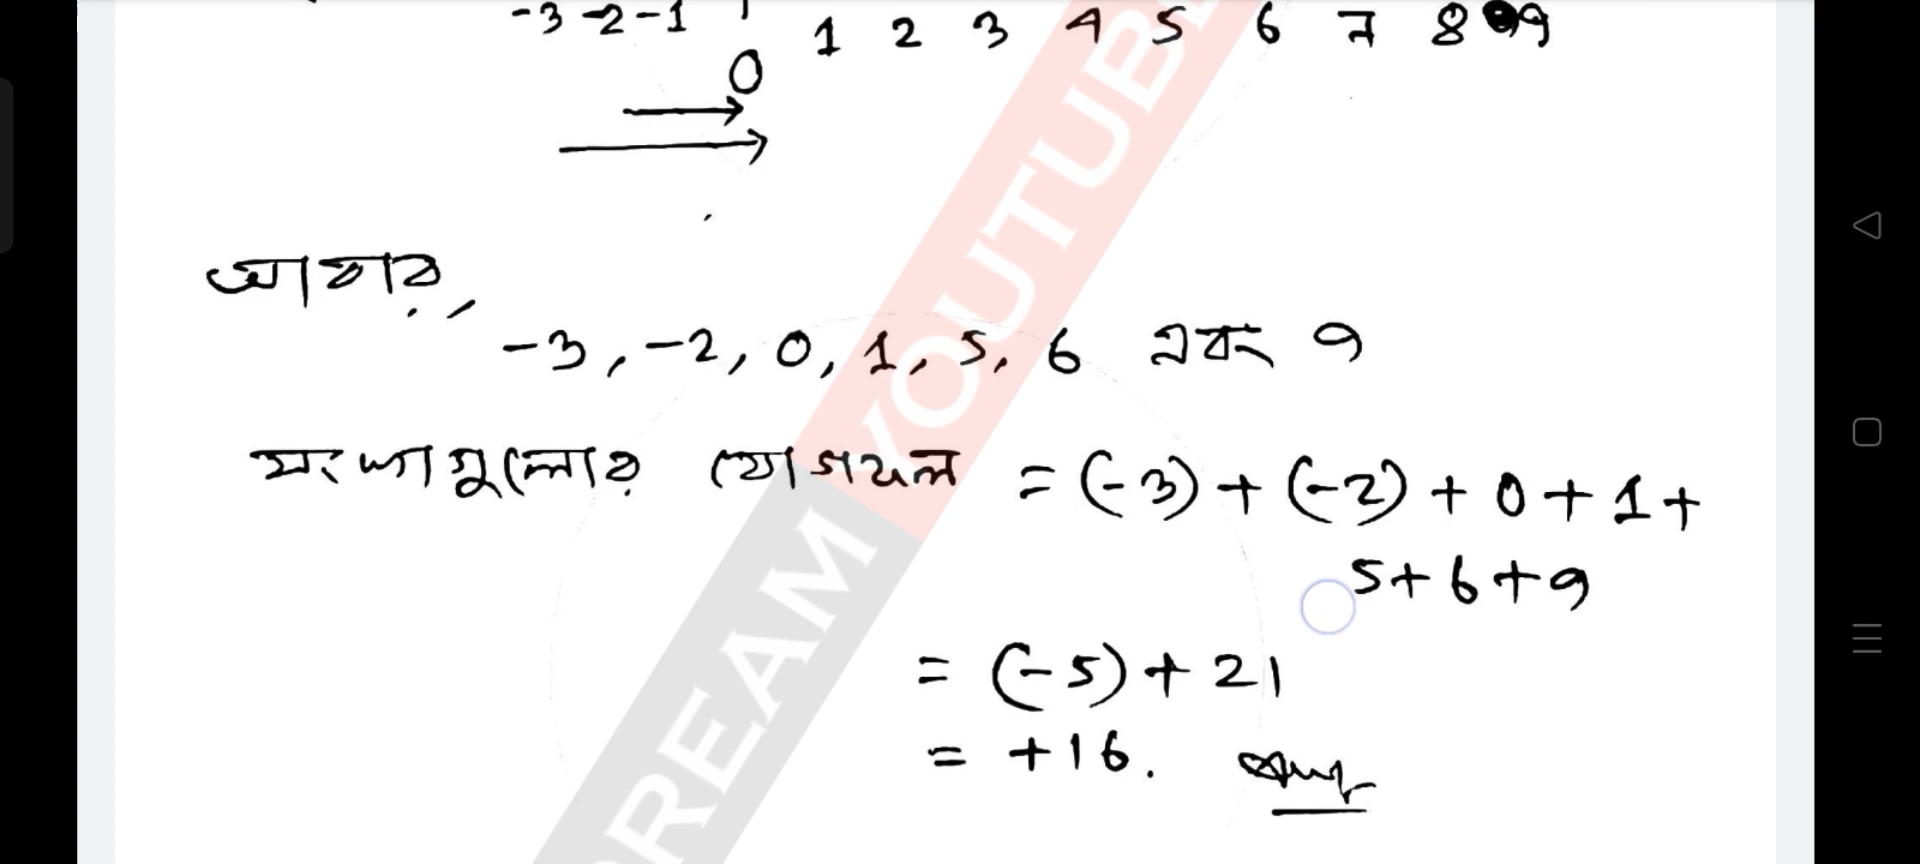 -3 -2 -1 1 2 3 4 5 6 7 8 9
0
আবার,
-3, -2, 0, 1, 5, 6 এবং 9
সংখ্যাগুলোর যোগফল = (-3) + (-2) + 0 + 1 +
5 + 6 + 9
= (-5) + 21
= +16.
DREAM YOUTUBE